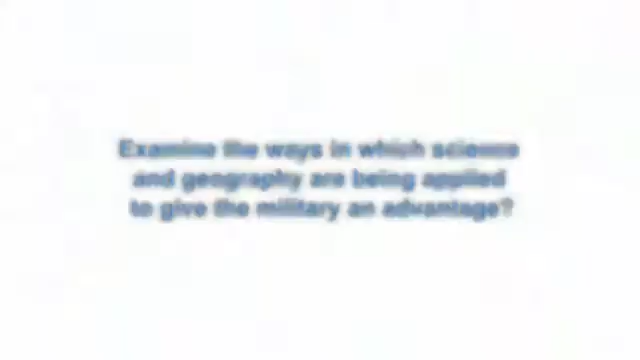 Examine the ways in which science
and geography are being applied
to give the military an advantage?